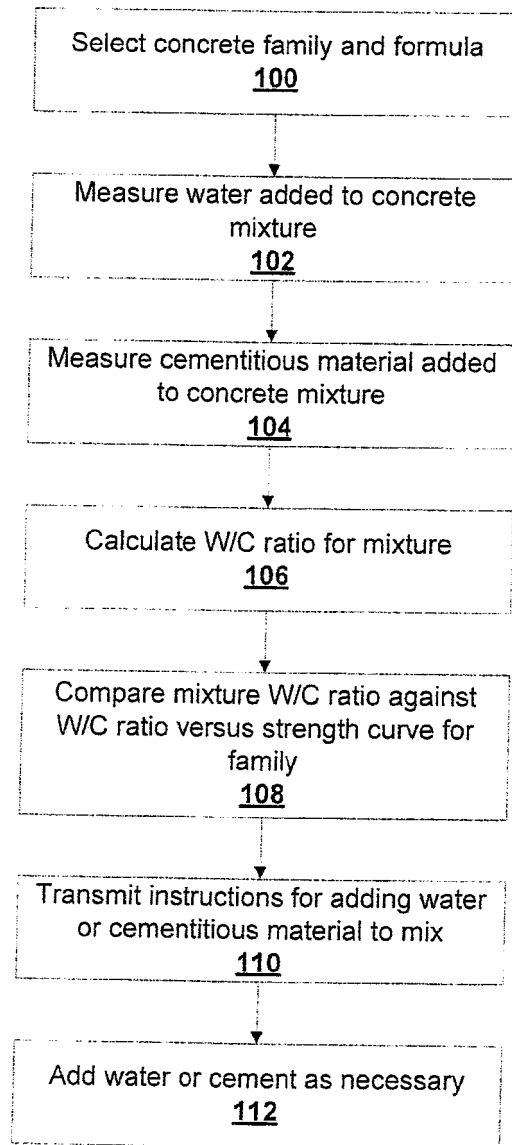 Select concrete family and formula
100
Measure water added to concrete
mixture
102
Measure cementitious material added
to concrete mixture
104
Calculate W/C ratio for mixture
106
Compare mixture W/C ratio against
W/C ratio versus strength curve for
family
108
Transmit instructions for adding water
or cementitious material to mix
110
Add water or cement as necessary
112